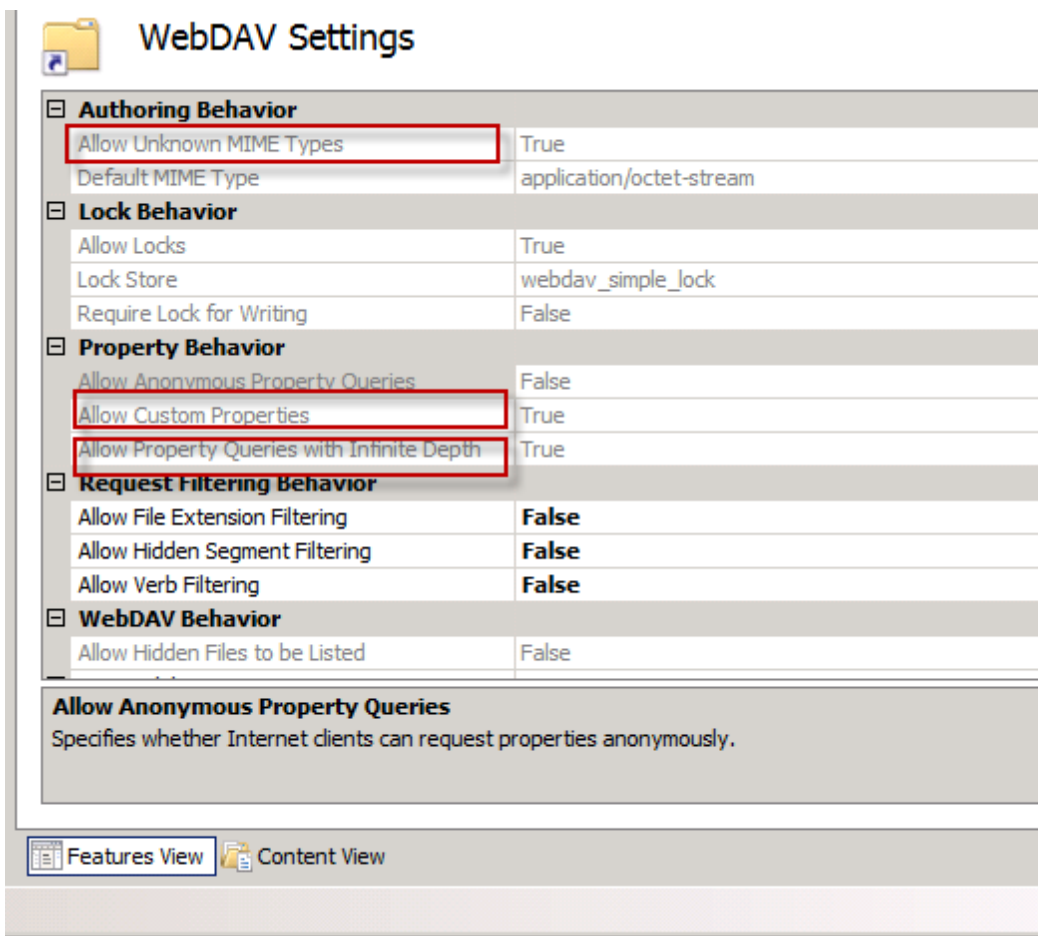 WebDAV Settings
Authoring Behavior
Allow Unknown MIME Types True
Default MIME Type application/octet-stream
Lock Behavior
Allow Locks True
Lock Store webdav_simple_lock
Require Lock for Writing False
Property Behavior
Allow Anonymous Property Queries False
Allow Custom Properties True
Allow Property Queries with Infinite Depth True
Request Filtering Behavior
Allow File Extension Filtering False
Allow Hidden Segment Filtering False
Allow Verb Filtering False
WebDAV Behavior
Allow Hidden Files to be Listed False
Allow Anonymous Property Queries
Specifies whether Internet clients can request properties anonymously.
Features View Content View